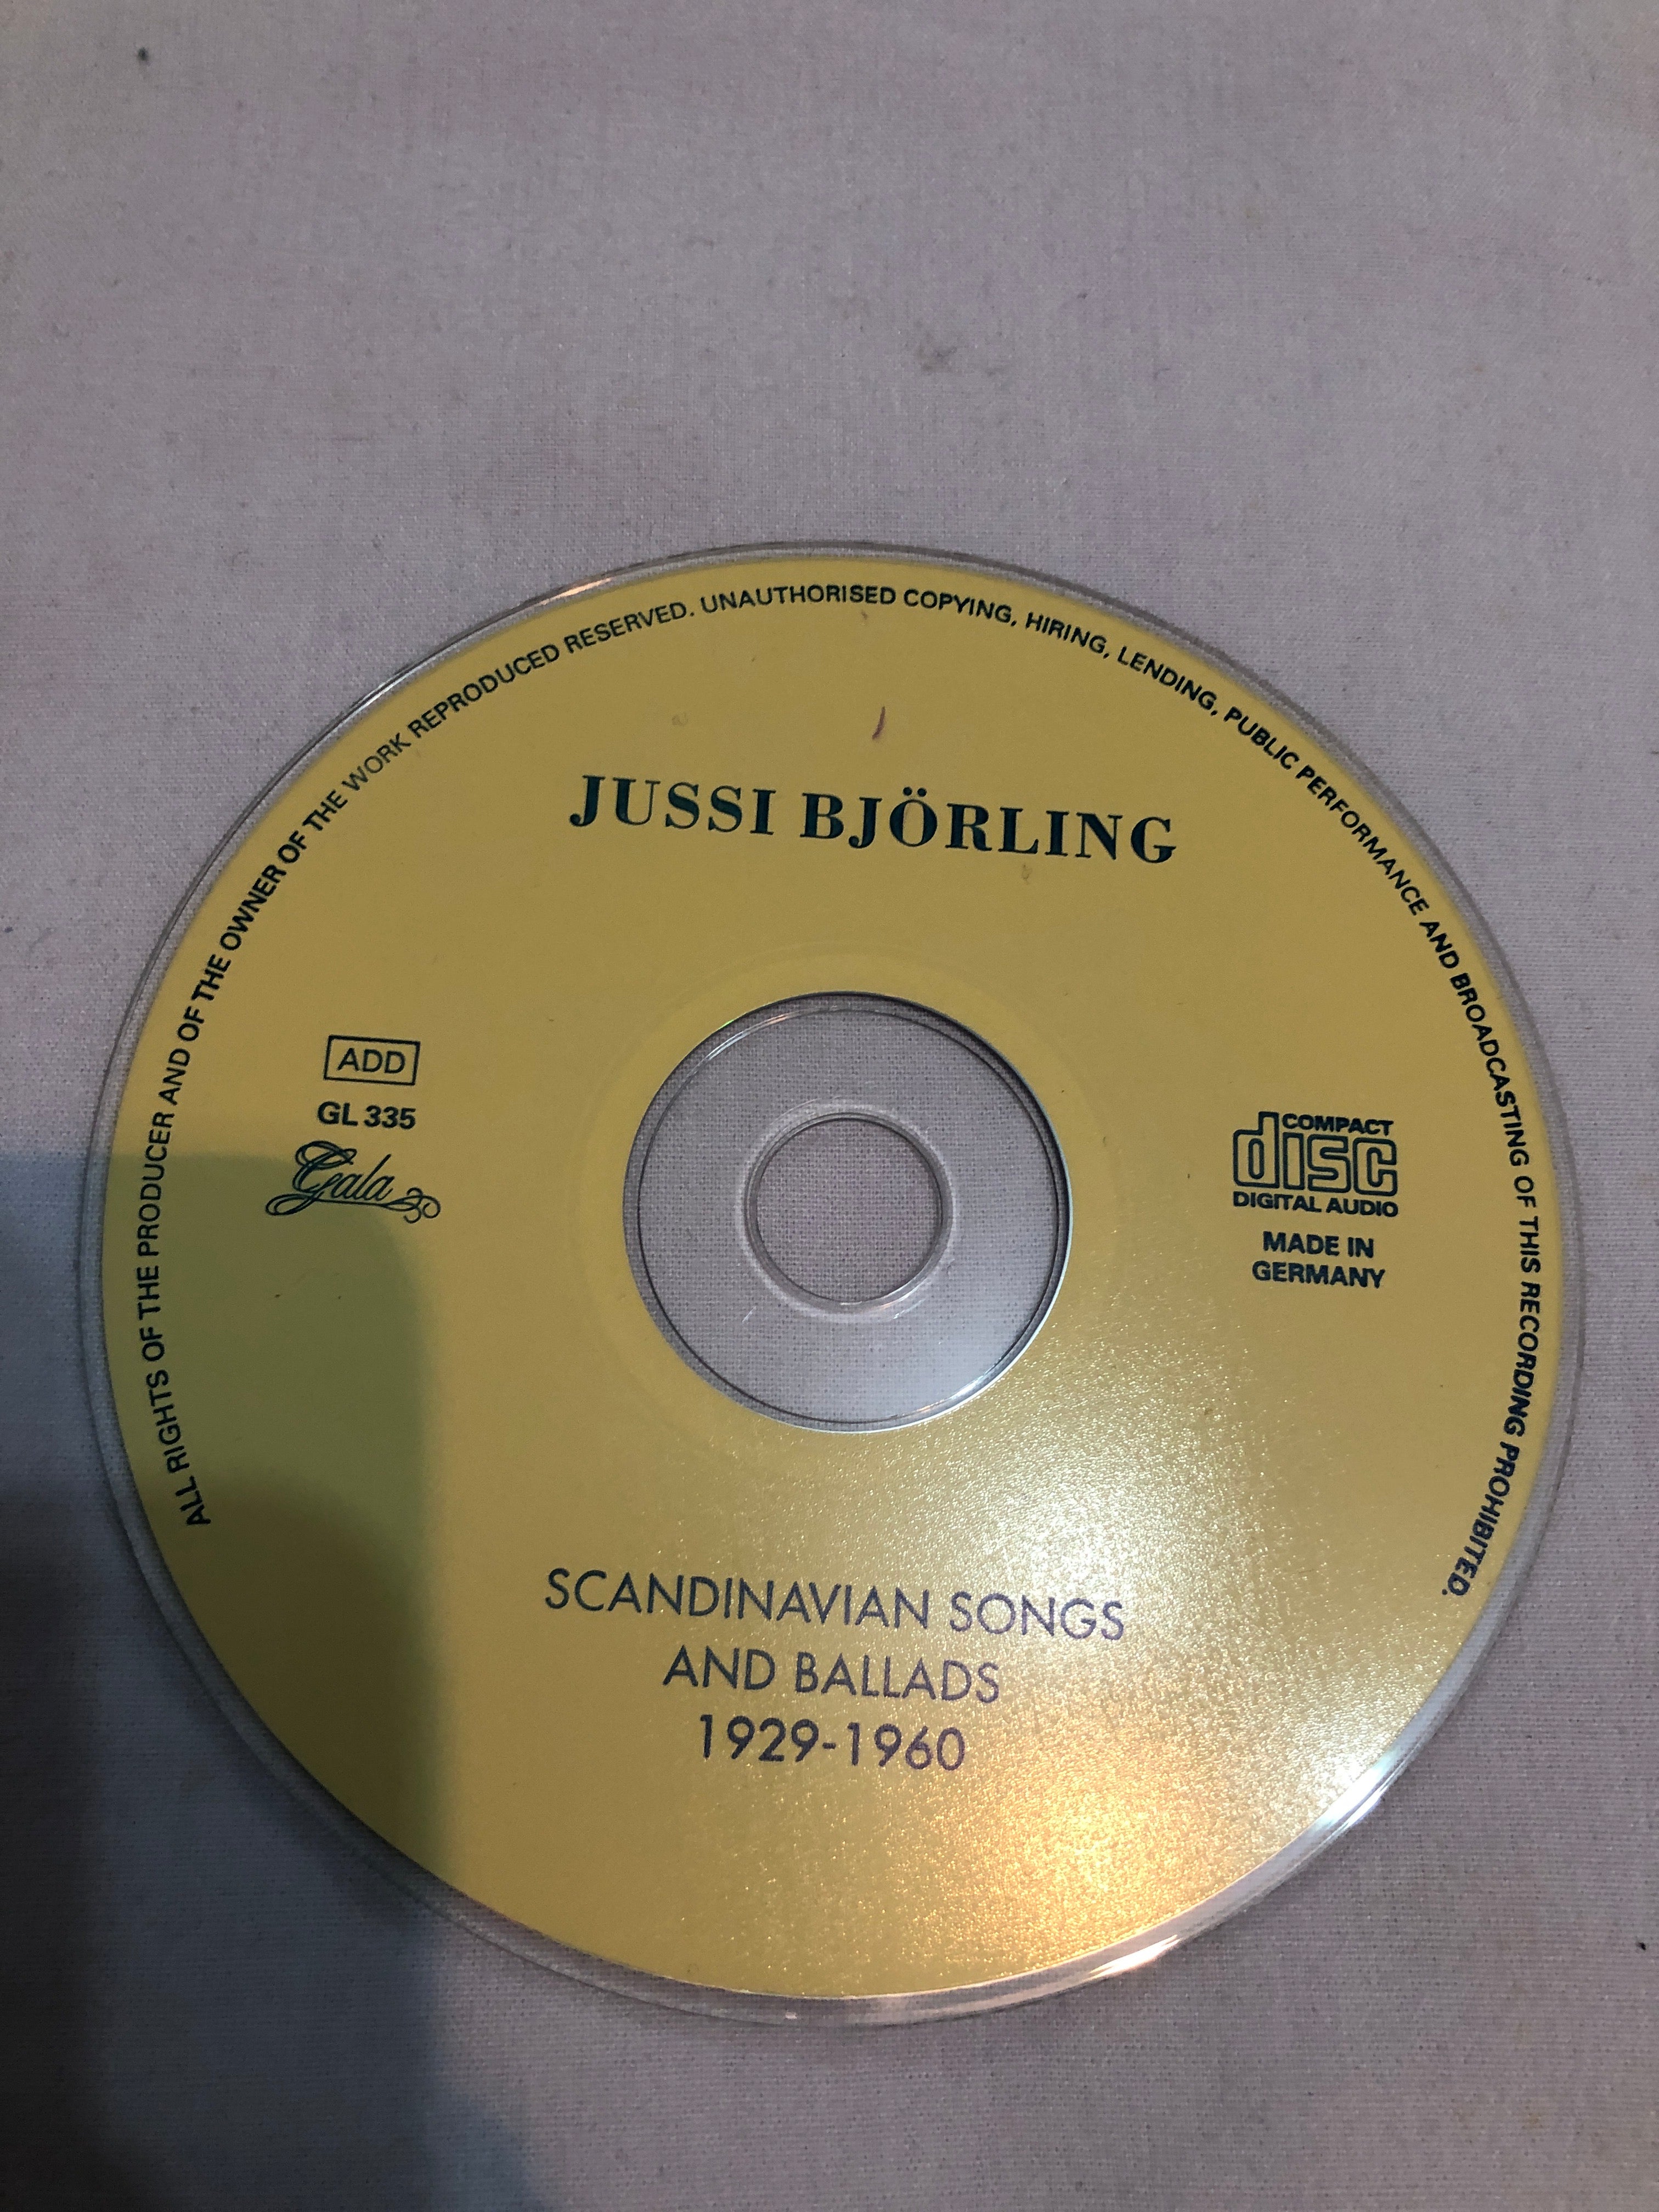 ALL RIGHTS OF THE PRODUCER AND OF THE OWNER OF THE WORK REPRODUCED RESERVED. UNAUTHORISED COPYING, HIRING, LENDING, PUBLIC PERFORMANCE AND BROADCASTING OF THIS RECORDING PROHIBITED.
JUSSI BJÖRLING
ADD
GL 335
Gala
COMPACT
disc
DIGITAL AUDIO
MADE IN
GERMANY
SCANDINAVIAN SONGS
AND BALLADS
1929-1960